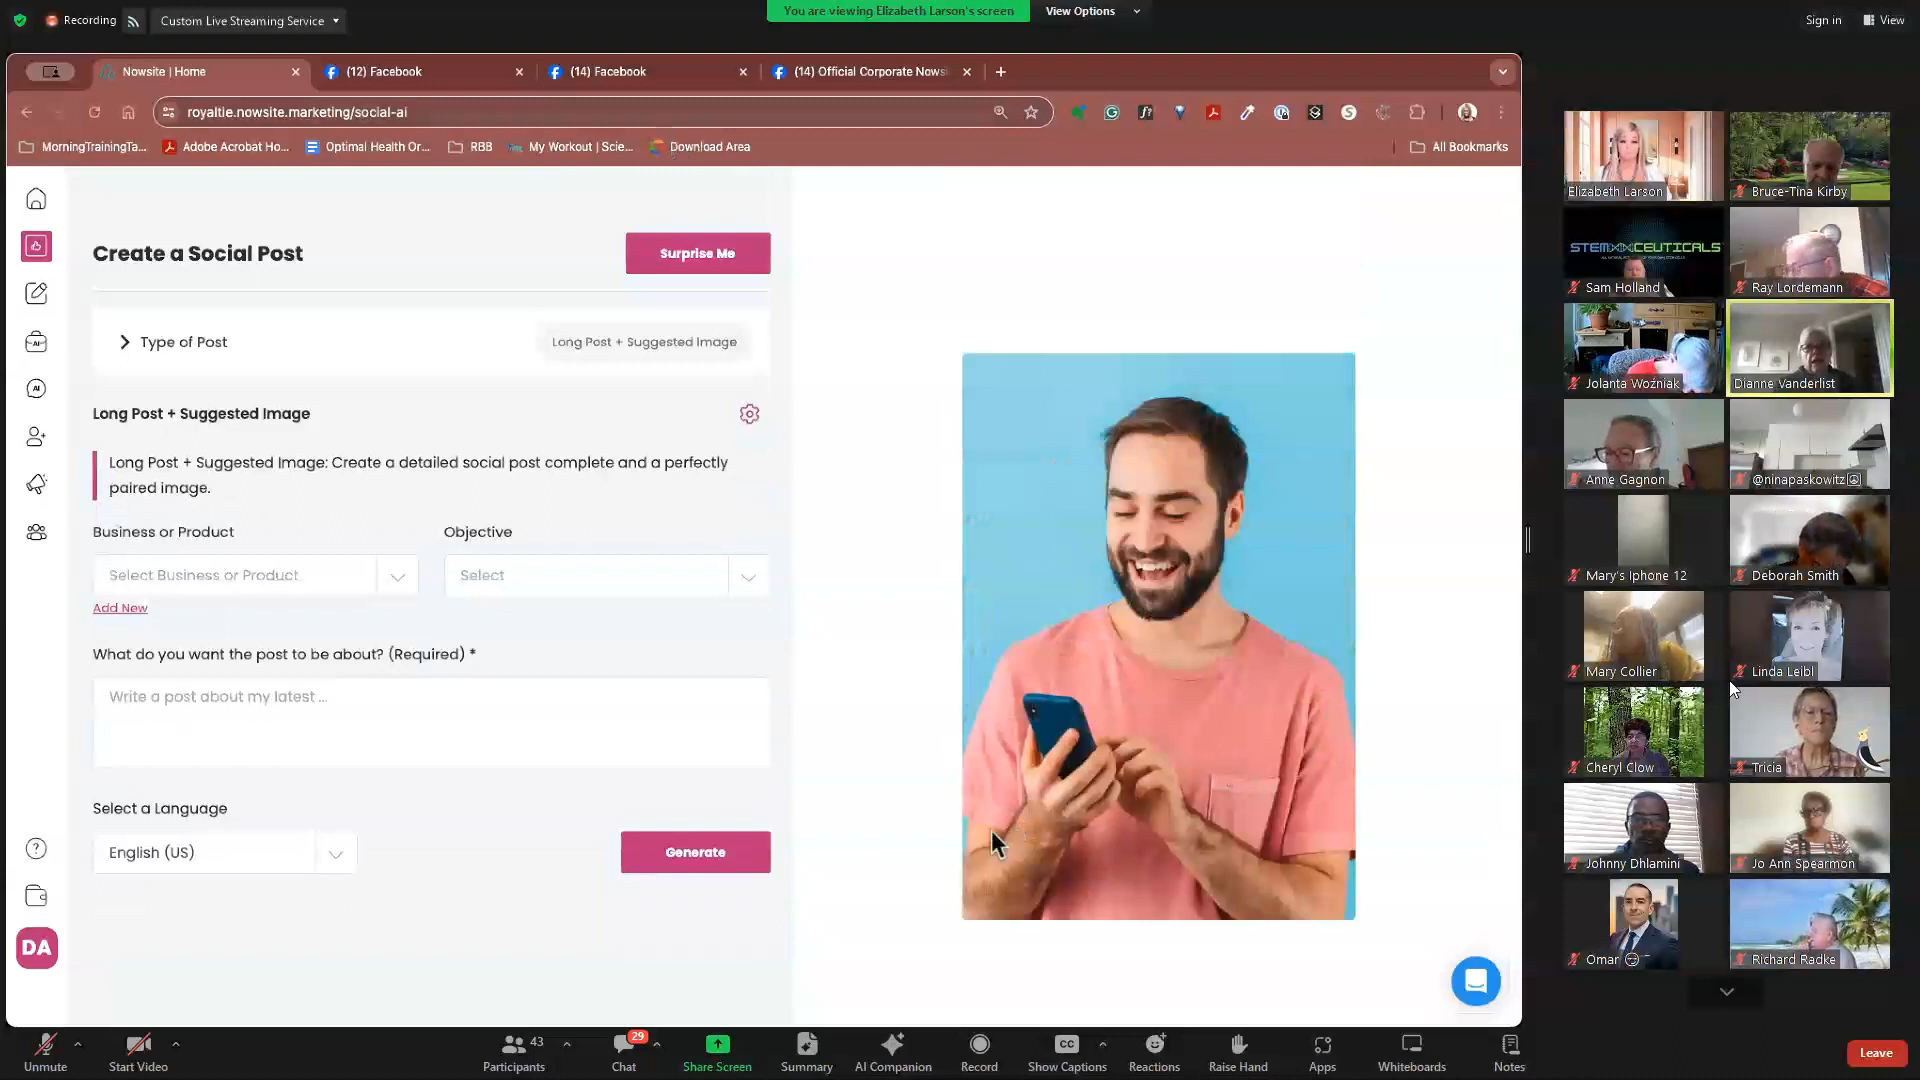 Recording
Custom Live Streaming Service
You are viewing Elizabeth Larson's screen
View Options
Sign in
View
Nowsite | Home
(12) Facebook
(14) Facebook
(14) Official Corporate Nowsi
royaltie.nowsite.marketing/social-ai
MorningTrainingTa...
Adobe Acrobat Ho...
Optimal Health Or...
RBB
My Workout | Scie...
Download Area
All Bookmarks
Create a Social Post
Surprise Me
Type of Post
Long Post + Suggested Image
Long Post + Suggested Image
Long Post + Suggested Image: Create a detailed social post complete and a perfectly
paired image.
Business or Product
Objective
Select Business or Product
Select
Add New
What do you want the post to be about? (Required) *
Write a post about my latest ...
Select a Language
English (US)
Generate
DA
Elizabeth Larson
Bruce-Tina Kirby
STEMXXCEUTICALS
Sam Holland
Ray Lordemann
Jolanta Woźniak
Dianne Vanderlist
Anne Gagnon
@ninapaskowitz
Mary's Iphone 12
Deborah Smith
Mary Collier
Linda Leibl
Cheryl Clow
Tricia
Johnny Dhlamini
Jo Ann Spearmon
Omar
Richard Radke
Unmute
Start Video
Participants
43
Chat
29
Share Screen
Summary
AI Companion
Record
CC
Show Captions
Reactions
Raise Hand
Apps
Whiteboards
Notes
Leave